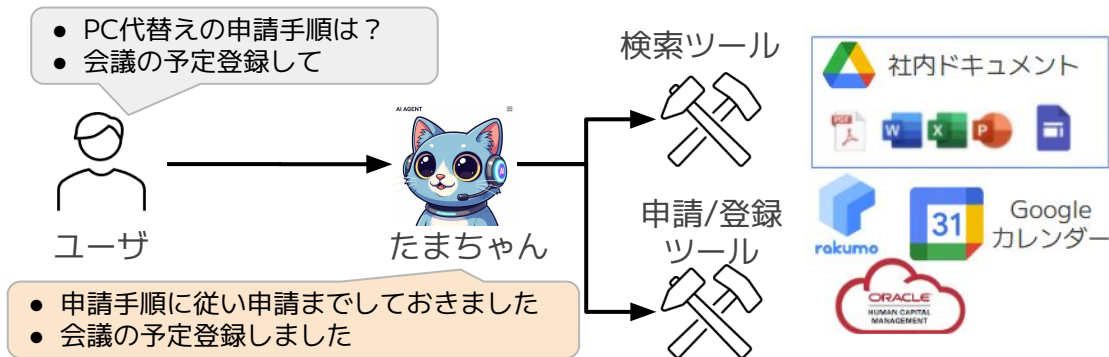 ● PC代替えの申請手順は？
● 会議の予定登録して
ユーザ
AI AGENT
たまちゃん
● 申請手順に従い申請までしておきました
● 会議の予定登録しました
検索ツール
申請/登録
ツール
社内ドキュメント
PDF
W
X
P
rakumo
31
Google
カレンダー
ORACLE
HUMAN CAPITAL
MANAGEMENT